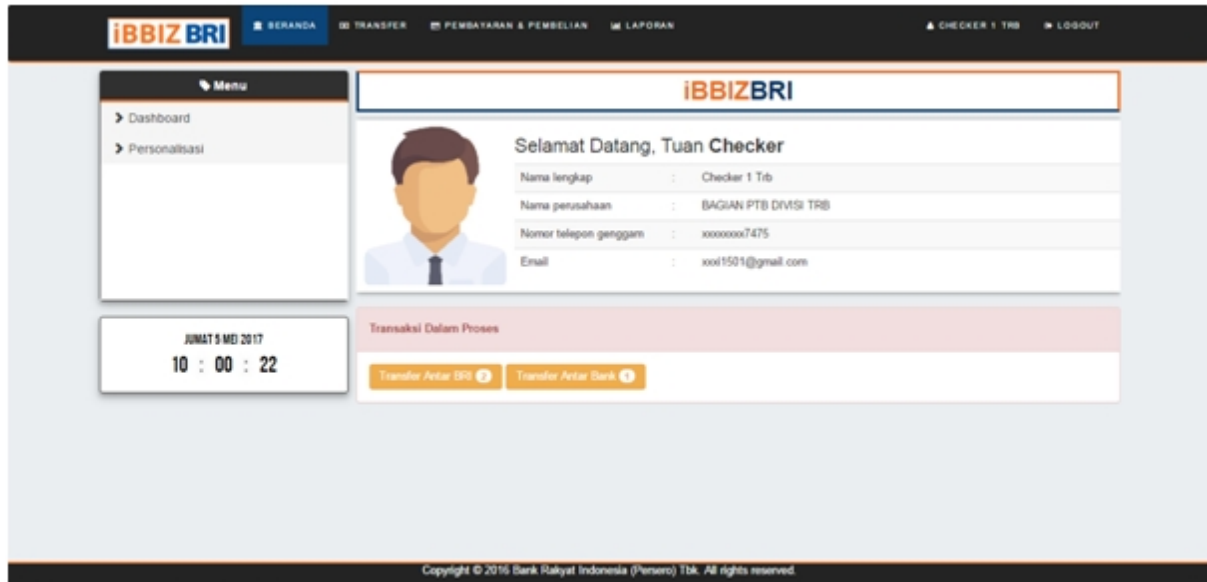 iBBIZ BRI
BERANDA TRANSFER PEMBAYARAN & PEMBELIAN LAPORAN CHECKER 1 TRB LOGOUT
Menu
Dashboard
Personalisasi
JUMAT 5 MEI 2017
10 : 00 : 22
iBBIZBRI
Selamat Datang, Tuan Checker
Nama lengkap : Checker 1 Trb
Nama perusahaan : BAGIAN PTB DIVISI TRB
Nomor telepon genggam : xxxxxxxx7475
Email : xxxi1501@gmail.com
Transaksi Dalam Proses
Transfer Antar BRI 2 Transfer Antar Bank 1
Copyright © 2016 Bank Rakyat Indonesia (Persero) Tbk. All rights reserved.